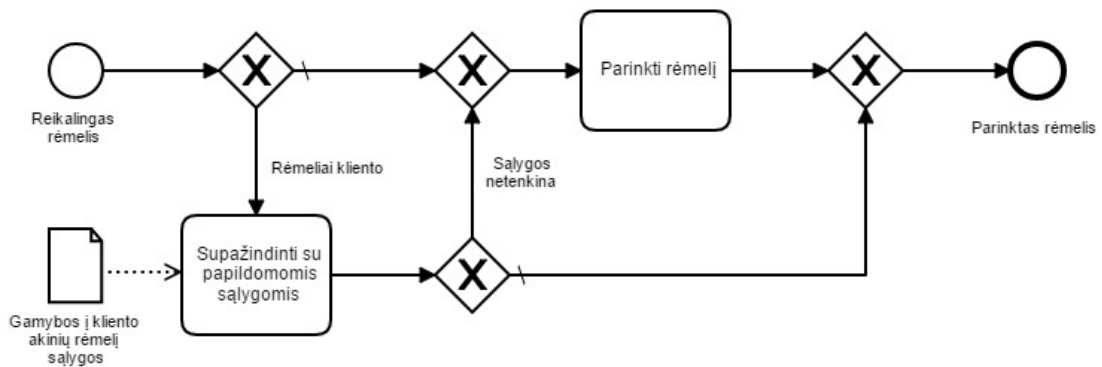 Parinkti rėmelį
Reikalingas
rėmelis
Parinktas rėmelis
Rėmeliai kliento
Sąlygos
netenkina
Supažindinti su
papildomomis
sąlygomis
Gamybos į kliento
akinių rėmelį
sąlygos